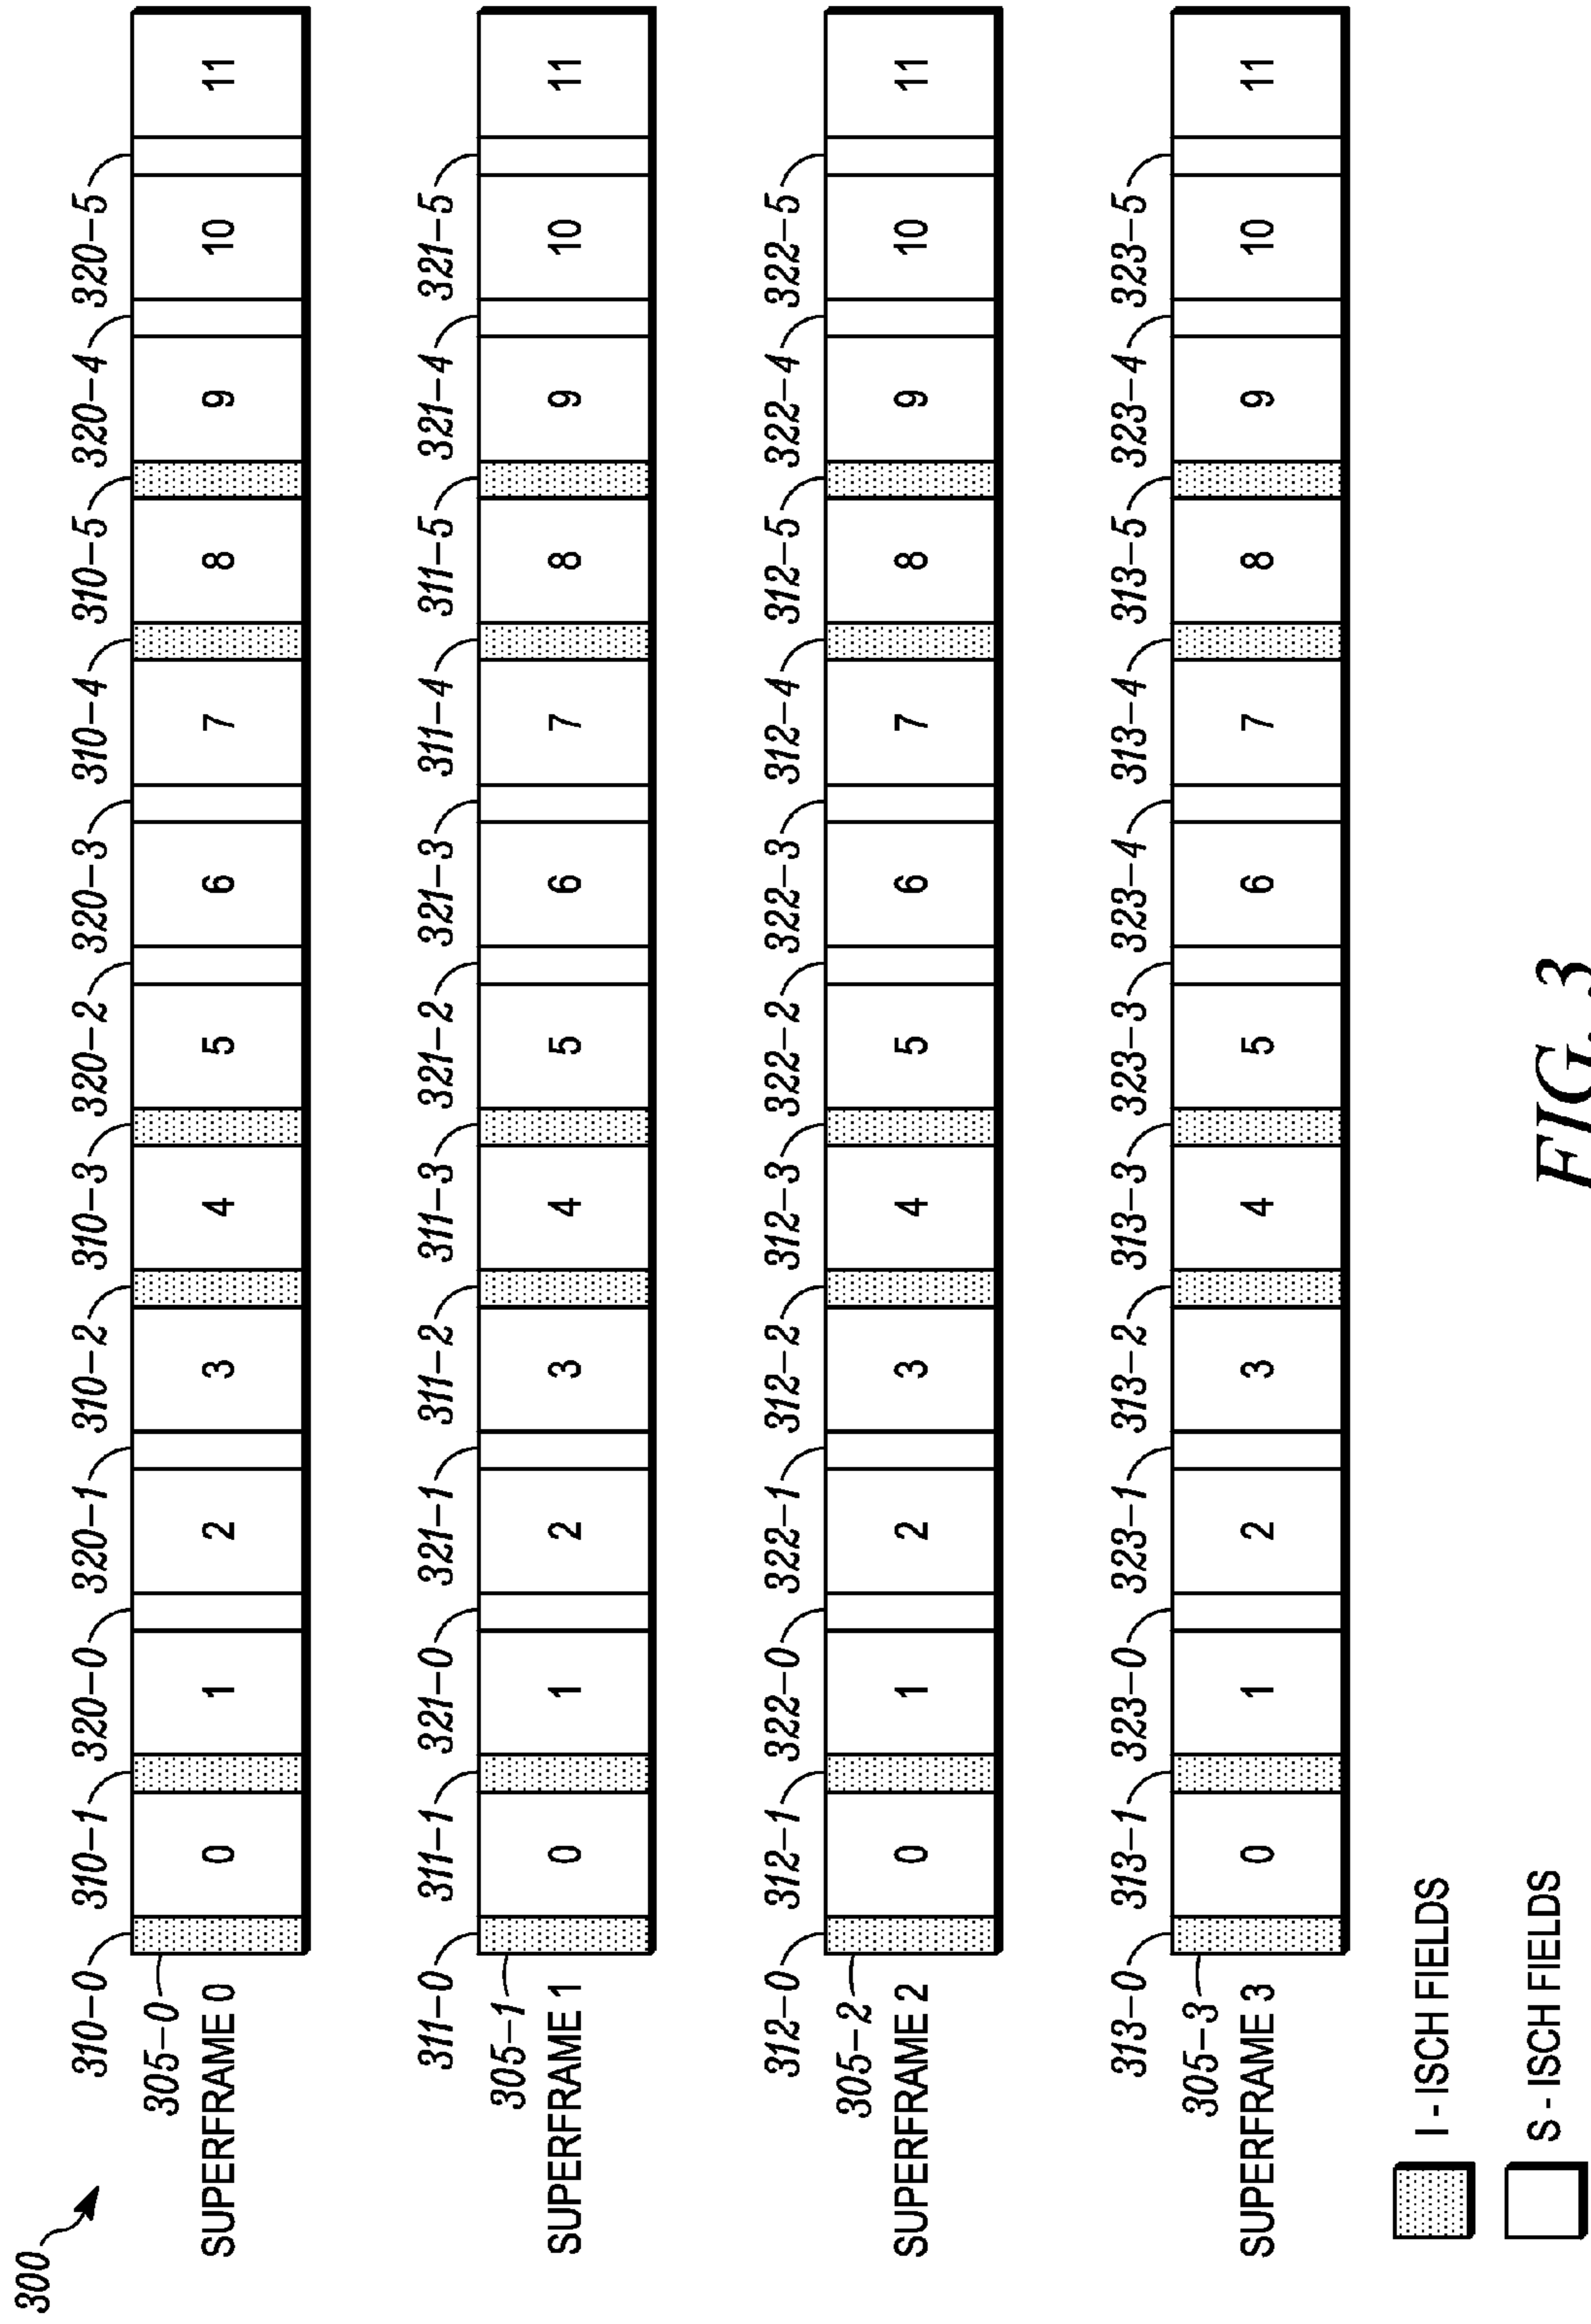 300
310-0 310-1 320-0 320-1 310-2 310-3 320-2 320-3 310-4 310-5 320-4 320-5
305-0
SUPERFRAME 0
0 1 2 3 4 5 6 7 8 9 10 11
311-0 311-1 321-0 321-1 311-2 311-3 321-2 321-3 311-4 311-5 321-4 321-5
305-1
SUPERFRAME 1
0 1 2 3 4 5 6 7 8 9 10 11
312-0 312-1 322-0 322-1 312-2 312-3 322-2 322-3 312-4 312-5 322-4 322-5
305-2
SUPERFRAME 2
0 1 2 3 4 5 6 7 8 9 10 11
313-0 313-1 323-0 323-1 313-2 313-3 323-3 323-4 313-4 313-5 323-4 323-5
305-3
SUPERFRAME 3
0 1 2 3 4 5 6 7 8 9 10 11
I - ISCH FIELDS
S - ISCH FIELDS
FIG. 3